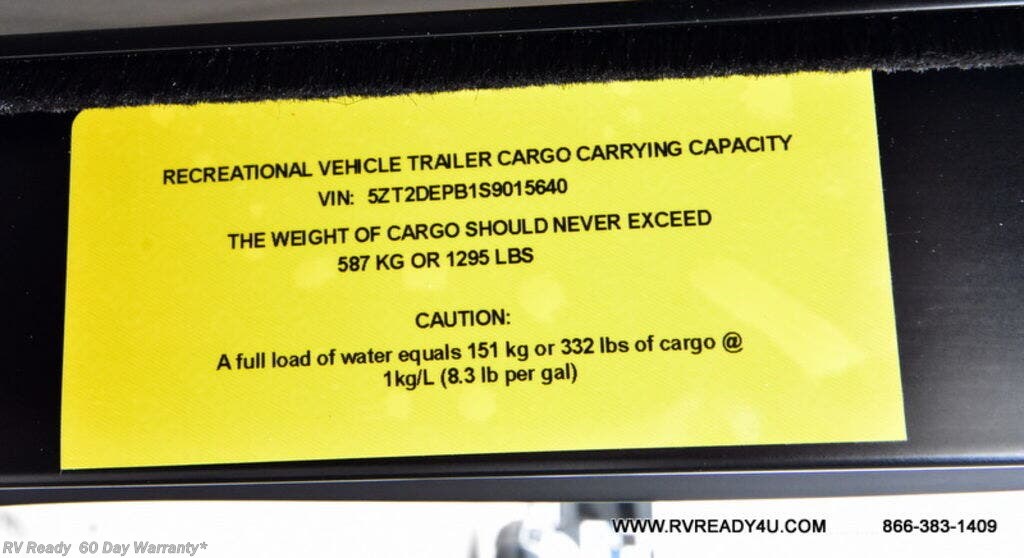 RECREATIONAL VEHICLE TRAILER CARGO CARRYING CAPACITY
VIN: 5ZT2DEPB1S9015640
THE WEIGHT OF CARGO SHOULD NEVER EXCEED
587 KG OR 1295 LBS
CAUTION:
A full load of water equals 151 kg or 332 lbs of cargo @
1kg/L (8.3 lb per gal)
WWW.RVREADY4U.COM 866-383-1409
RV Ready 60 Day Warranty*